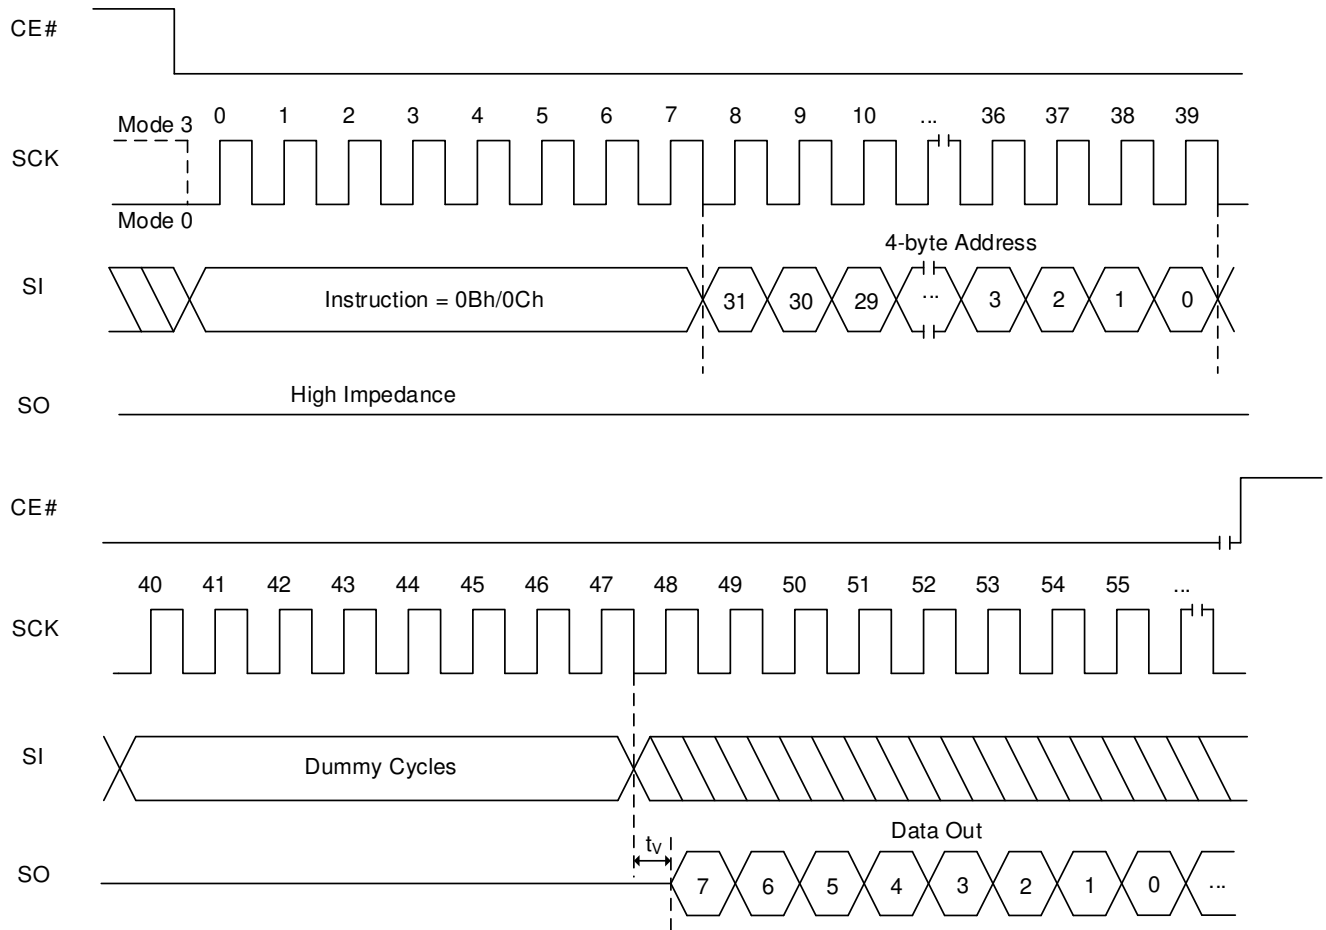 CE#
Mode 3 0 1 2 3 4 5 6 7 8 9 10 ... 36 37 38 39
SCK
Mode 0
4-byte Address
SI Instruction = 0Bh/0Ch 31 30 29 ... 3 2 1 0
High Impedance
SO
CE#
40 41 42 43 44 45 46 47 48 49 50 51 52 53 54 55 ...
SCK
SI Dummy Cycles
Data Out
tV
SO 7 6 5 4 3 2 1 0 ...